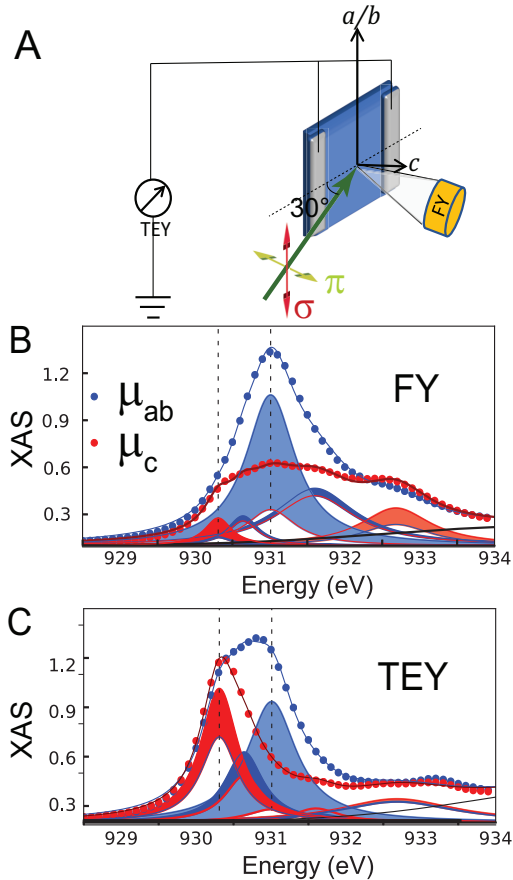 A
a/b
c
30°
FY
TEY
π
σ
B
FY
μab
μc
XAS
1.2
0.9
0.6
0.3
929 930 931 932 933 934
Energy (eV)
C
TEY
XAS
1.2
0.9
0.6
0.3
929 930 931 932 933 934
Energy (eV)